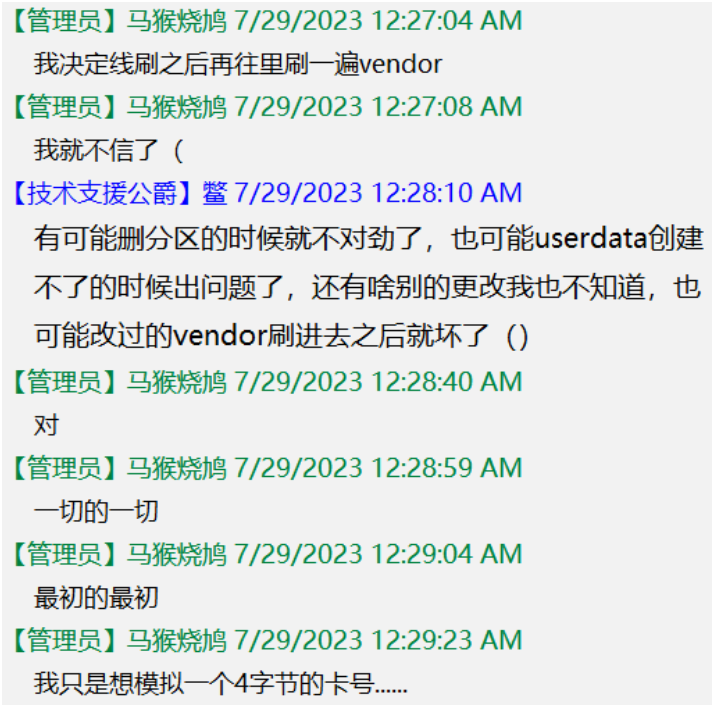 【管理员】马猴烧鸠 7/29/2023 12:27:04 AM
我决定线刷之后再往里刷一遍vendor
【管理员】马猴烧鸠 7/29/2023 12:27:08 AM
我就不信了（
【技术支援公爵】鳖 7/29/2023 12:28:10 AM
有可能删分区的时候就不对劲了，也可能userdata创建
不了的时候出问题了，还有啥别的更改我也不知道，也
可能改过的vendor刷进去之后就坏了（）
【管理员】马猴烧鸠 7/29/2023 12:28:40 AM
对
【管理员】马猴烧鸠 7/29/2023 12:28:59 AM
一切的一切
【管理员】马猴烧鸠 7/29/2023 12:29:04 AM
最初的最初
【管理员】马猴烧鸠 7/29/2023 12:29:23 AM
我只是想模拟一个4字节的卡号......